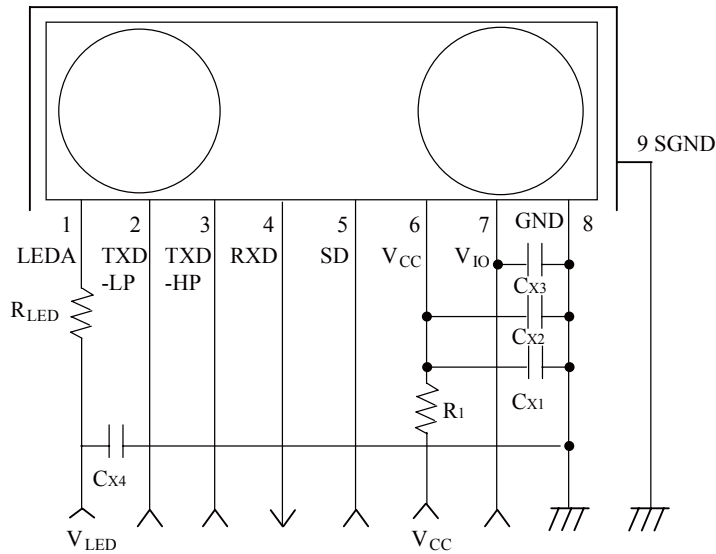 9 SGND
1 2 3 4 5 6 7 GND 8
LEDA TXD TXD RXD SD VCC VIO
-LP -HP
CX3
RLED
CX2
CX1
R1
CX4
VLED VCC